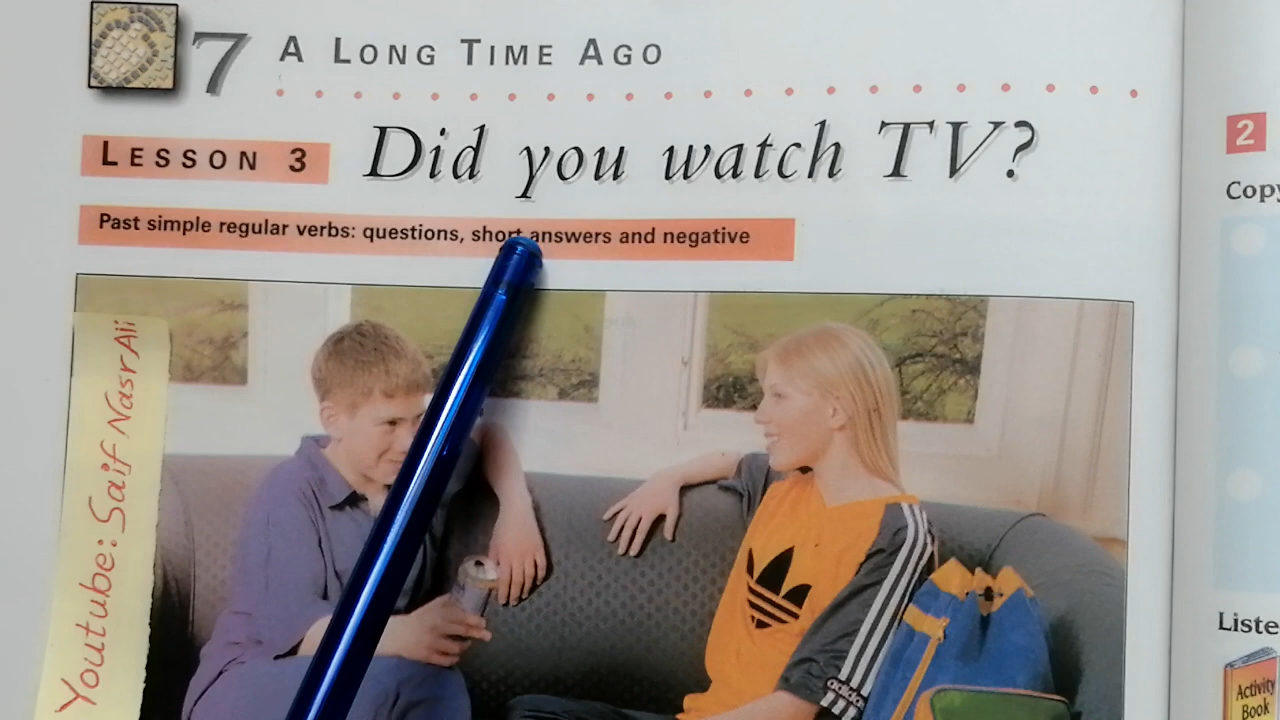 7 A LONG TIME AGO
LESSON 3 Did you watch TV?
Past simple regular verbs: questions, short answers and negative
Youtube: Saif Nasr Ali
adidas
2
Copy
Liste
Activity
Book